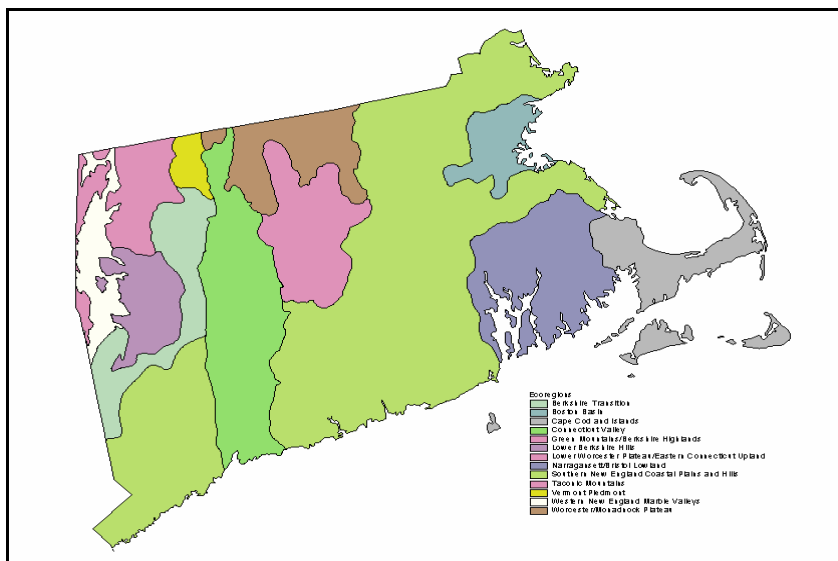 Ecoregions
Berkshire Transition
Boston Basin
Cape Cod and Islands
Connecticut Valley
Green Mountains/Berkshire Highlands
Lower Berkshire Hills
Lower Worcester Plateau/Eastern Connecticut Upland
Narragansett/Bristol Lowland
Southern New England Coastal Plains and Hills
Taconic Mountains
Vermont Piedmont
Western New England Marble Valleys
Worcester/Monadnock Plateau